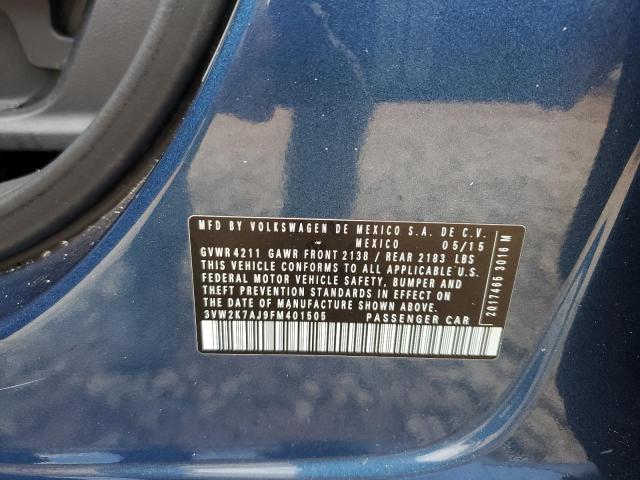 MFD BY VOLKSWAGEN DE MEXICO S.A. DE C.V.
MEXICO 05/15
GVWR 4211 GAWR FRONT 2138 / REAR 2183 LBS
THIS VEHICLE CONFORMS TO ALL APPLICABLE U.S.
FEDERAL MOTOR VEHICLE SAFETY, BUMPER AND
THEFT PREVENTION STANDARDS IN EFFECT ON
THE DATE OF MANUFACTURE SHOWN ABOVE.
3VW2K7AJ9FM401505 PASSENGER CAR
2017465 3016 M